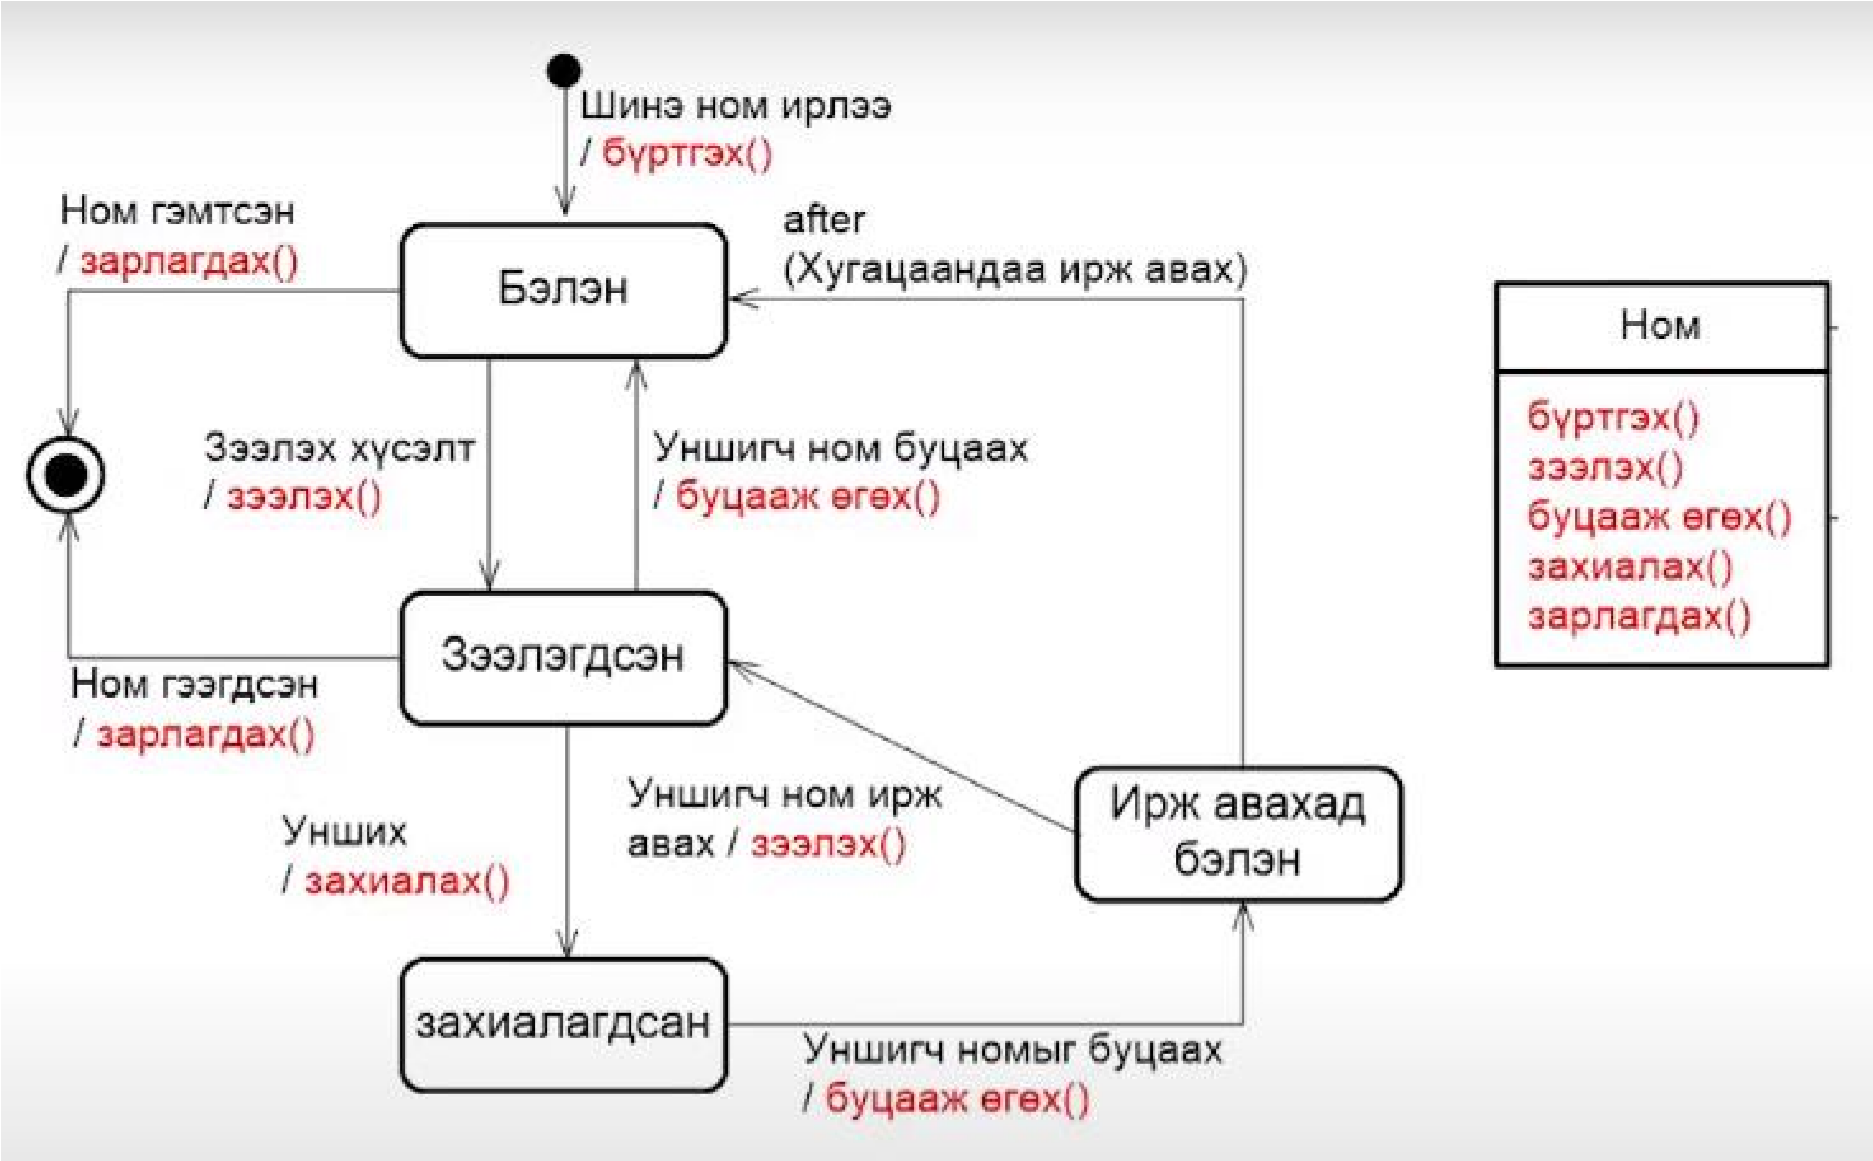 Шинэ ном ирлээ
/ бүртгэх()
Ном гэмтсэн
/ зарлагдах()
after
(Хугацаандаа ирж авах)
Бэлэн
Ном
бүртгэх()
зээлэх()
буцааж өгөх()
захиалах()
зарлагдах()
Зээлэх хүсэлт
/ зээлэх()
Уншигч ном буцаах
/ буцааж өгөх()
Зээлэгдсэн
Ном гээгдсэн
/ зарлагдах()
Унших
/ захиалах()
Уншигч ном ирж
авах / зээлэх()
Ирж авахад
бэлэн
захиалагдсан
Уншигч номыг буцаах
/ буцааж өгөх()